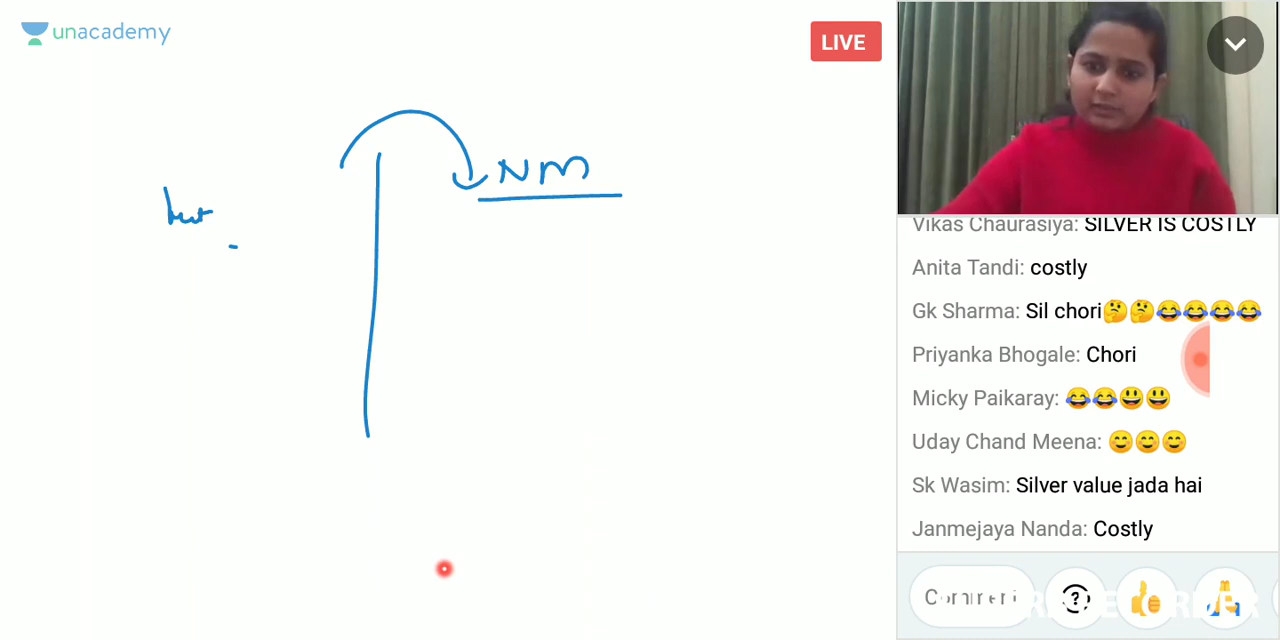 unacademy
LIVE
NM
Vikas Chaurasiya: SILVER IS COSTLY
Anita Tandi: costly
Gk Sharma: Sil chori🤔🤔😂😂😂😂
Priyanka Bhogale: Chori
Micky Paikaray: 😂😂😃😃
Uday Chand Meena: 😊😊😊
Sk Wasim: Silver value jada hai
Janmejaya Nanda: Costly